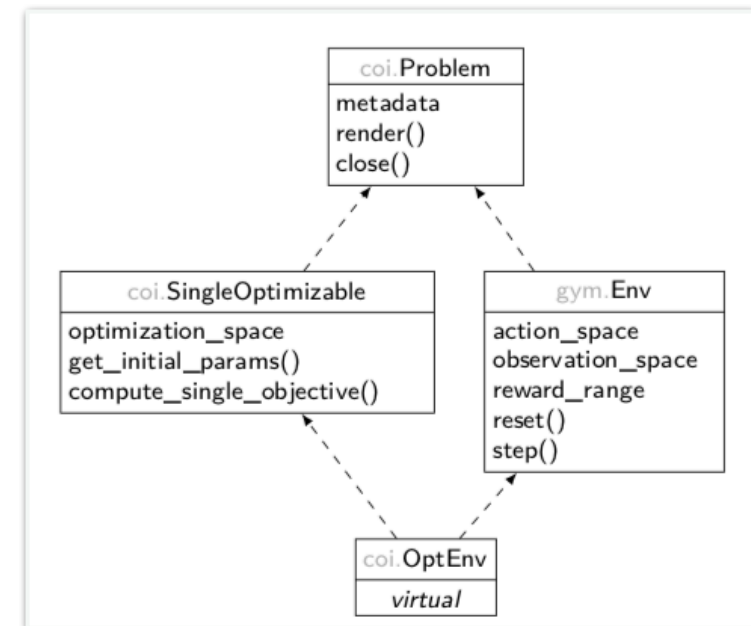 coi.Problem
metadata
render()
close()
coi.SingleOptimizable
optimization_space
get_initial_params()
compute_single_objective()
gym.Env
action_space
observation_space
reward_range
reset()
step()
coi.OptEnv
virtual